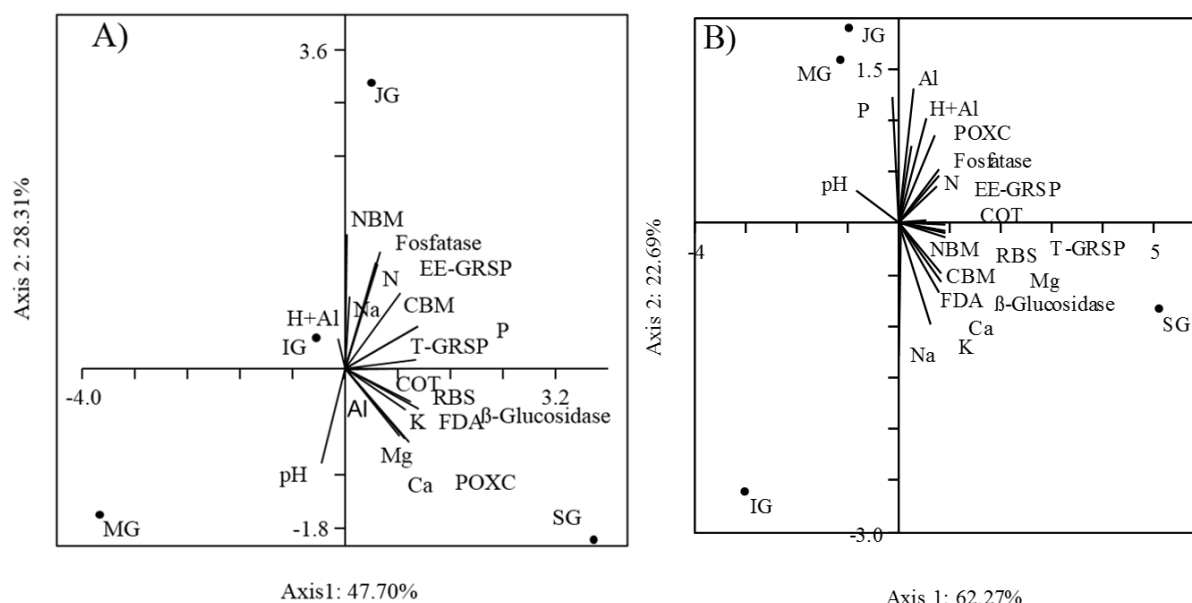 A)
3.6
JG
NBM
Fosfatase
N
EE-GRSP
Na
CBM
H+Al
P
IG
T-GRSP
-4.0
3.2
COT
RBS
Al
K
FDA
ß-Glucosidase
Mg
pH
Ca
POXC
MG
SG
-1.8
Axis 2: 28.31%
Axis1: 47.70%
B)
JG
MG
1.5
Al
P
H+Al
POXC
Fosfatase
pH
N
EE-GRSP
COT
-4
5
NBM
RBS
T-GRSP
CBM
Mg
FDA
ß-Glucosidase
SG
Ca
Na
K
IG
-3.0
Axis 2: 22.69%
Axis 1: 62.27%